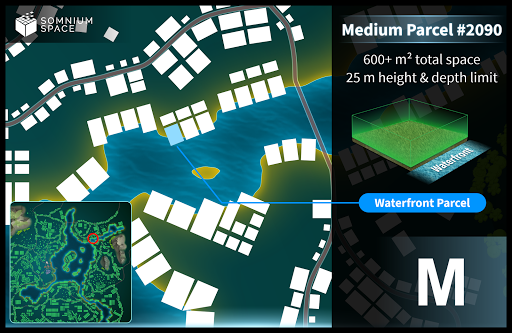 SOMNIUM
SPACE
Medium Parcel #2090
600+ m² total space
25 m height & depth limit
Waterfront
Waterfront Parcel
M